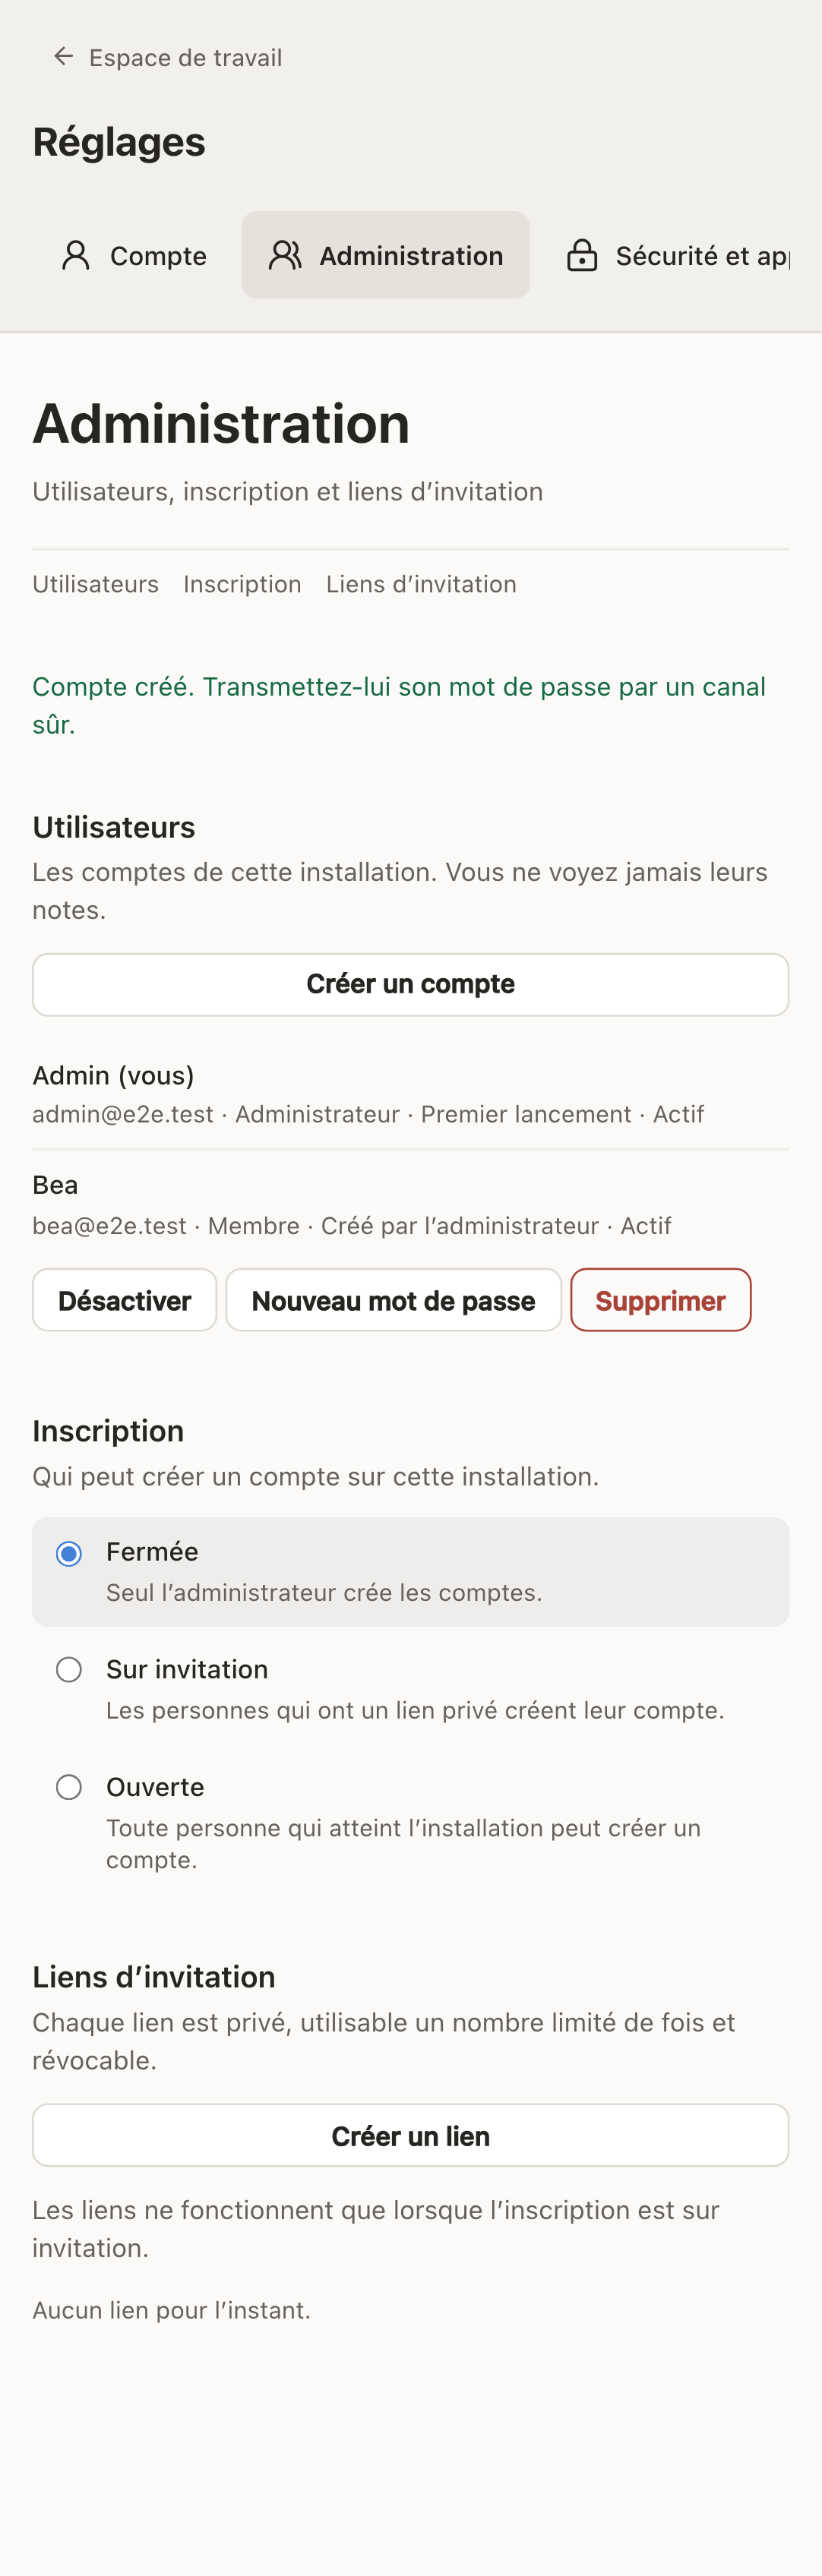 Espace de travail
Réglages
Compte
Administration
Sécurité et app
Administration
Utilisateurs, inscription et liens d’invitation
Utilisateurs
Inscription
Liens d’invitation
Compte créé. Transmettez-lui son mot de passe par un canal
sûr.
Utilisateurs
Les comptes de cette installation. Vous ne voyez jamais leurs
notes.
Créer un compte
Admin (vous)
admin@e2e.test · Administrateur · Premier lancement · Actif
Bea
bea@e2e.test · Membre · Créé par l’administrateur · Actif
Désactiver
Nouveau mot de passe
Supprimer
Inscription
Qui peut créer un compte sur cette installation.
Fermée
Seul l’administrateur crée les comptes.
Sur invitation
Les personnes qui ont un lien privé créent leur compte.
Ouverte
Toute personne qui atteint l’installation peut créer un
compte.
Liens d’invitation
Chaque lien est privé, utilisable un nombre limité de fois et
révocable.
Créer un lien
Les liens ne fonctionnent que lorsque l’inscription est sur
invitation.
Aucun lien pour l’instant.